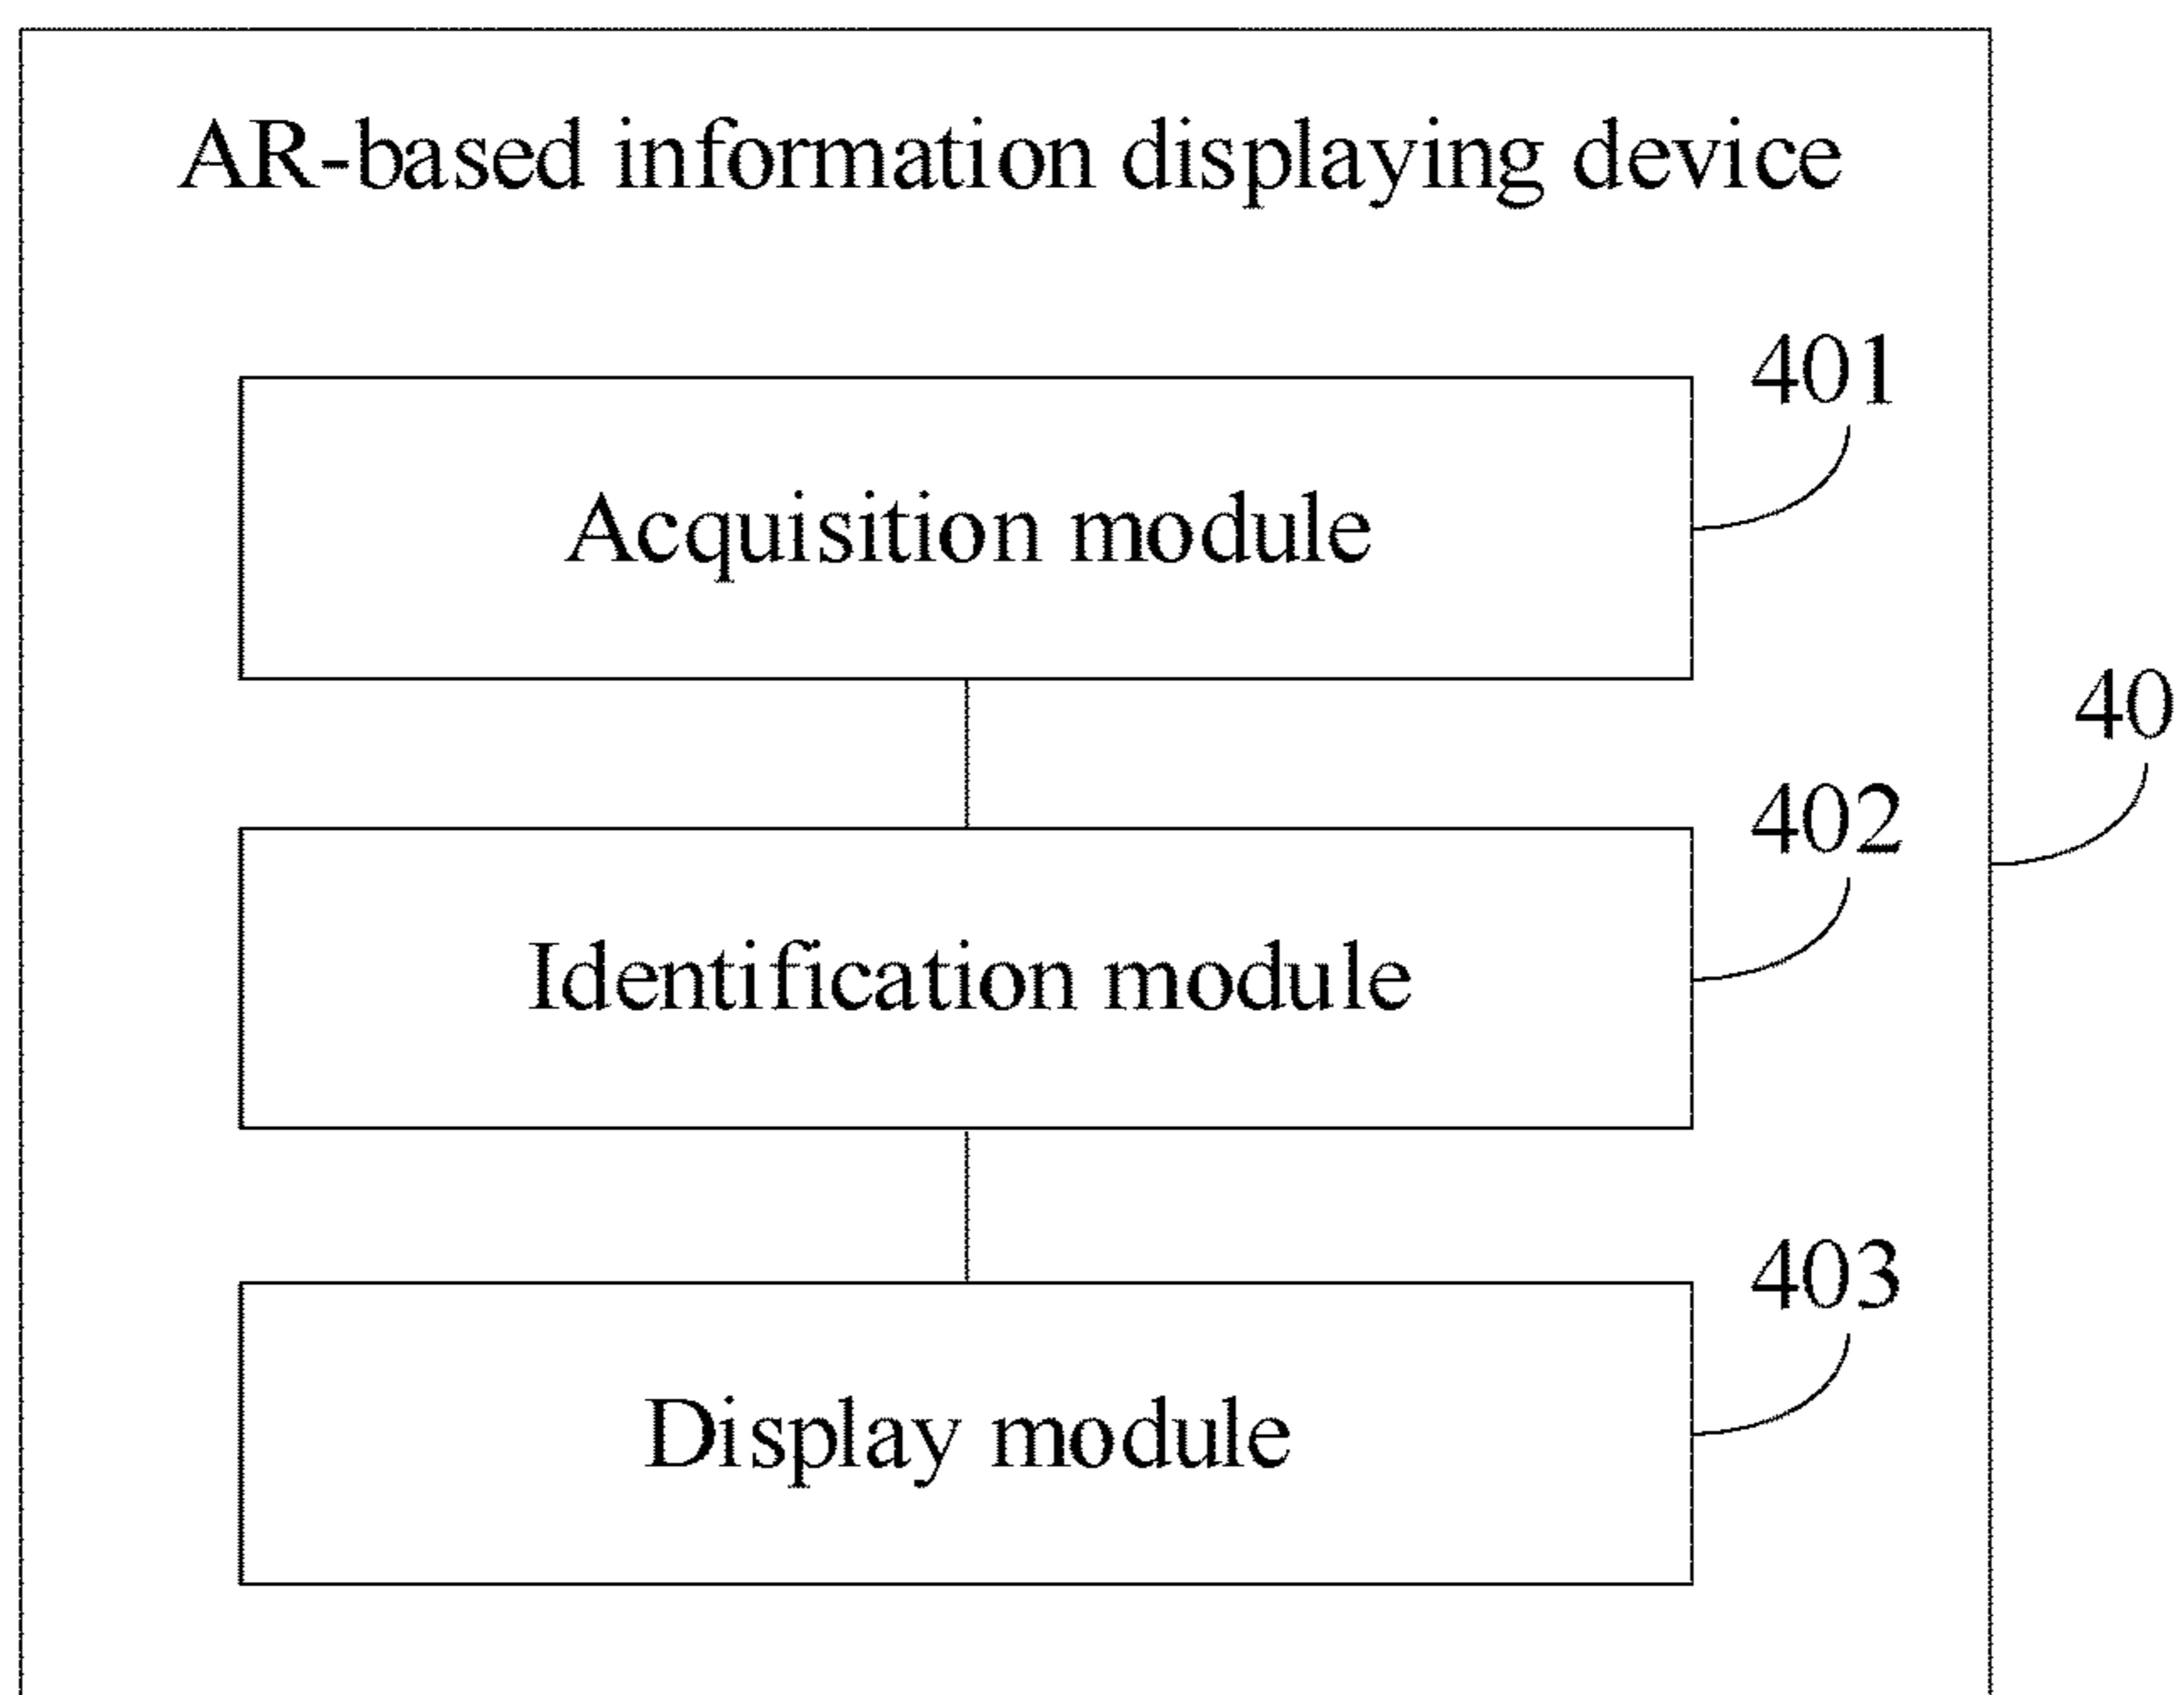 AR-based information displaying device
401
Acquisition module
40
402
Identification module
403
Display module